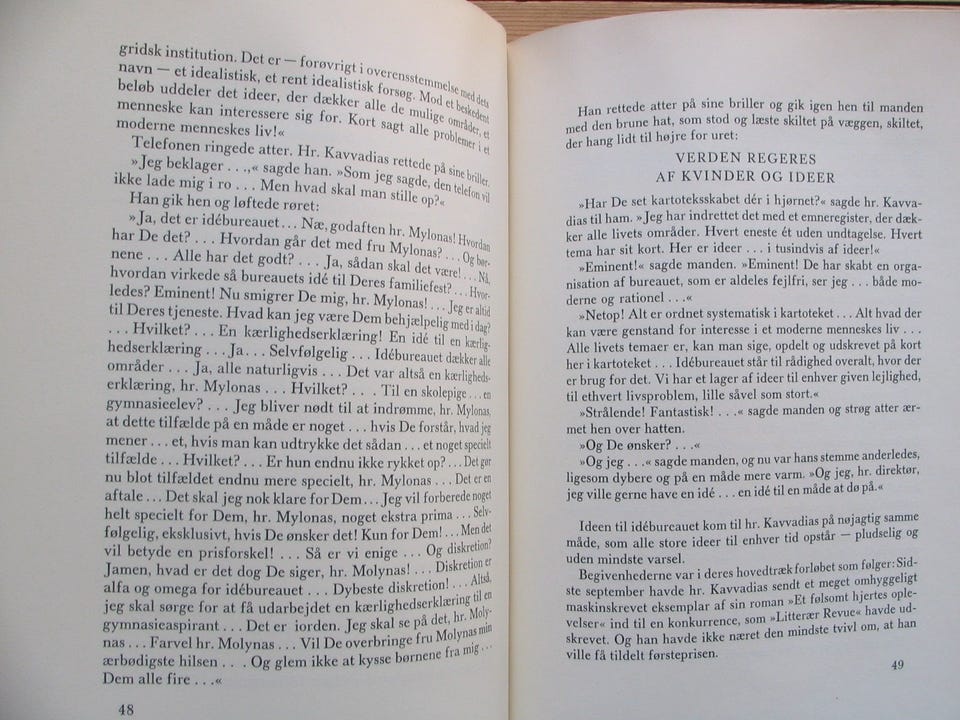 gridsk institution. Det er — forøvrigt i overensstemmelse med dets
navn — et idealistisk, et rent idealistisk forsøg. Mod et beskedent
beløb uddeler det ideer, der dækker alle de mulige områder, et
menneske kan interessere sig for. Kort sagt alle problemer i et
moderne menneskes liv!«
Telefonen ringede atter. Hr. Kavvadias rettede på sine briller.
»Jeg beklager . . .,« sagde han. »Som jeg sagde, den telefon vil
ikke lade mig i ro . . . Men hvad skal man stille op?«
Han gik hen og løftede røret:
»Ja, det er idébureauet... Næ, godaften hr. Mylonas! Hvordan
har De det? . . . Hvordan går det med fru Mylonas? . . . Og bør-
nene . . . Alle har det godt? . . . Ja, sådan skal det være! . . . Nå,
hvordan virkede så bureauets idé til Deres familiefest? . . . Hvor-
ledes? Eminent! Nu smigrer De mig, hr. Mylonas! . . . Jeg er altid
til Deres tjeneste. Hvad kan jeg være Dem behjælpelig med i dag?
. . . Hvilket? . . . En kærlighedserklæring! En idé til en kærlig-
hedserklæring . . . Ja . . . Selvfølgelig . . . Idébureauet dækker alle
områder . . . Ja, alle naturligvis . . . Det var altså en kærligheds-
erklæring, hr. Mylonas . . . Hvilket? . . . Til en skolepige . . . en
gymnasieelev? . . . Jeg bliver nødt til at indrømme, hr. Mylonas,
at dette tilfælde på en måde er noget . . . hvis De forstår, hvad jeg
mener . . . et, hvis man kan udtrykke det sådan . . . et noget specielt
tilfælde . . . Hvilket? . . . Er hun endnu ikke rykket op? . . . Det gør
nu blot tilfældet endnu mere specielt, hr. Mylonas . . . Det er en
aftale . . . Det skal jeg nok klare for Dem . . . Jeg vil forberede noget
helt specielt for Dem, hr. Mylonas, noget ekstra prima . . . Selv-
følgelig, eksklusivt, hvis De ønsker det! Kun for Dem! . . . Men det
vil betyde en prisforskel! . . . Så er vi enige . . . Og diskretion?
Jamen, hvad er det dog De siger, hr. Molynas! . . . Diskretion er
alfa og omega for idébureauet . . . Dybeste diskretion! . . . Altså,
jeg skal sørge for at få udarbejdet en kærlighedserklæring til en
gymnasieaspirant . . . Det er iorden. Jeg skal se på det, hr. Moly-
nas . . . Farvel hr. Molynas . . . Vil De overbringe fru Molynas min
ærbødigste hilsen . . . Og glem ikke at kysse børnene fra mig . . .
Dem alle fire . . .«
48
Han rettede atter på sine briller og gik igen hen til manden
med den brune hat, som stod og læste skiltet på væggen, skiltet,
der hang lidt til højre for uret:
VERDEN REGERES
AF KVINDER OG IDEER
»Har De set kartoteksskabet dér i hjørnet?« sagde hr. Kavva-
dias til ham. »Jeg har indrettet det med et emneregister, der dæk-
ker alle livets områder. Hvert eneste ét uden undtagelse. Hvert
tema har sit kort. Her er ideer . . . i tusindvis af ideer!«
»Eminent!« sagde manden. »Eminent! De har skabt en orga-
nisation af bureauet, som er aldeles fejlfri, ser jeg . . . både mo-
derne og rationel . . .«
»Netop! Alt er ordnet systematisk i kartoteket . . . Alt hvad der
kan være genstand for interesse i et moderne menneskes liv . . .
Alle livets temaer er, kan man sige, opdelt og udskrevet på kort
her i kartoteket . . . Idébureauet står til rådighed overalt, hvor der
er brug for det. Vi har et lager af ideer til enhver given lejlighed,
til ethvert livsproblem, lille såvel som stort.«
»Strålende! Fantastisk! . . .« sagde manden og strøg atter ær-
met hen over hatten.
»Og De ønsker? . . .«
»Og jeg . . .« sagde manden, og nu var hans stemme anderledes,
ligesom dybere og på en måde mere varm. »Og jeg, hr. direktør,
jeg ville gerne have en idé . . . en idé til en måde at dø på.«
Ideen til idébureauet kom til hr. Kavvadias på nøjagtig samme
måde, som alle store ideer til enhver tid opstår — pludselig og
uden mindste varsel.
Begivenhederne var i deres hovedtræk forløbet som følger: Sid-
ste september havde hr. Kavvadias sendt et meget omhyggeligt
maskinskrevet eksemplar af sin roman »Et følsomt hjertes ople-
velser« ind til en konkurrence, som »Litterær Revue« havde ud-
skrevet. Og han havde ikke næret den mindste tvivl om, at han
ville få tildelt førsteprisen.
49